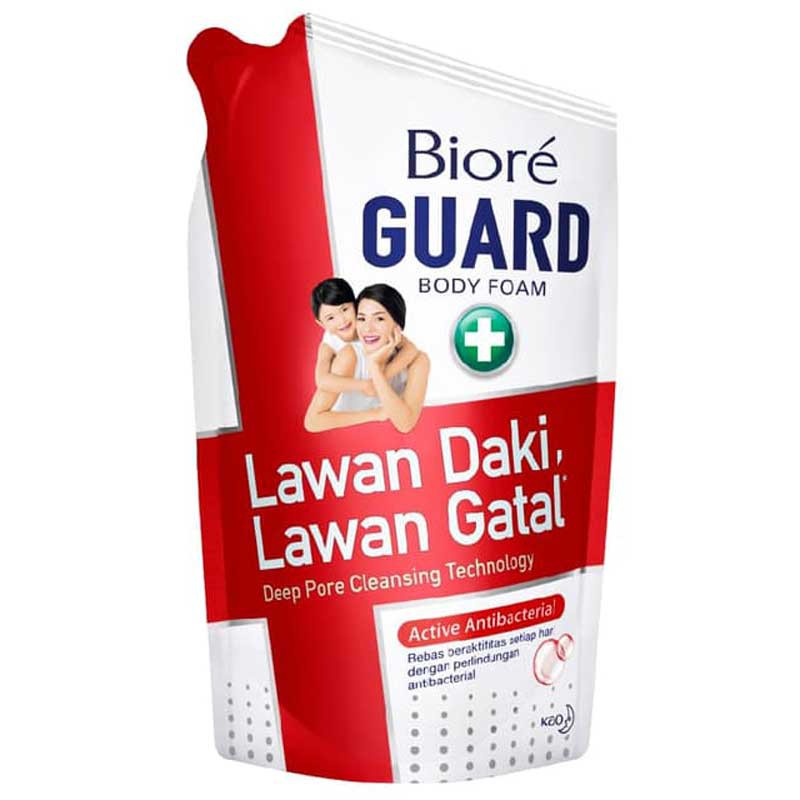 Bioré
GUARD
BODY FOAM
Lawan Daki,
Lawan Gatal*
Deep Pore Cleansing Technology
Active Antibacterial
Bebas beraktifitas setiap hari
dengan perlindungan
antibacterial
Kao